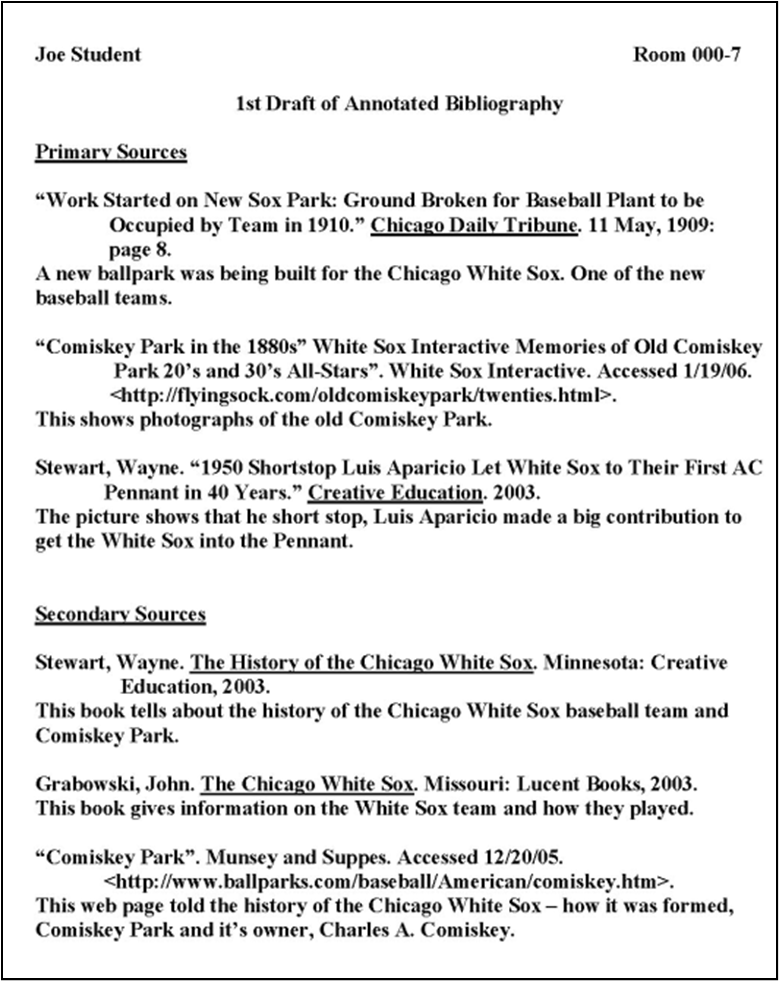 Joe Student Room 000-7
1st Draft of Annotated Bibliography
Primary Sources
“Work Started on New Sox Park: Ground Broken for Baseball Plant to be
Occupied by Team in 1910.” Chicago Daily Tribune. 11 May, 1909:
page 8.
A new ballpark was being built for the Chicago White Sox. One of the new
baseball teams.
“Comiskey Park in the 1880s” White Sox Interactive Memories of Old Comiskey
Park 20’s and 30’s All-Stars”. White Sox Interactive. Accessed 1/19/06.
<http://flyingsock.com/oldcomiskeypark/twenties.html>.
This shows photographs of the old Comiskey Park.
Stewart, Wayne. “1950 Shortstop Luis Aparicio Let White Sox to Their First AC
Pennant in 40 Years.” Creative Education. 2003.
The picture shows that he short stop, Luis Aparicio made a big contribution to
get the White Sox into the Pennant.
Secondary Sources
Stewart, Wayne. The History of the Chicago White Sox. Minnesota: Creative
Education, 2003.
This book tells about the history of the Chicago White Sox baseball team and
Comiskey Park.
Grabowski, John. The Chicago White Sox. Missouri: Lucent Books, 2003.
This book gives information on the White Sox team and how they played.
“Comiskey Park”. Munsey and Suppes. Accessed 12/20/05.
<http://www.ballparks.com/baseball/American/comiskey.htm>.
This web page told the history of the Chicago White Sox – how it was formed,
Comiskey Park and it’s owner, Charles A. Comiskey.